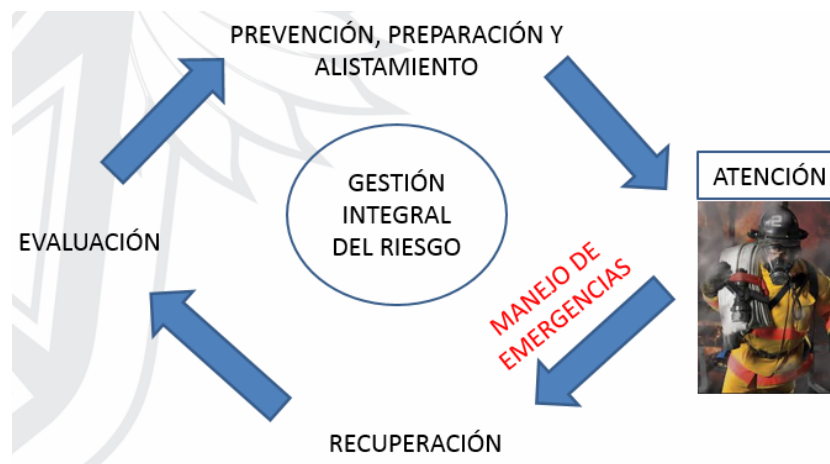 PREVENCIÓN, PREPARACIÓN Y
ALISTAMIENTO
ATENCIÓN
GESTIÓN
INTEGRAL
DEL RIESGO
EVALUACIÓN
MANEJO DE
EMERGENCIAS
RECUPERACIÓN